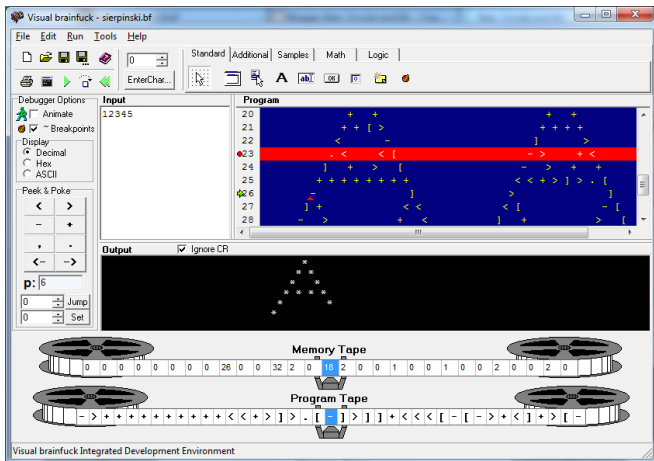 Visual brainfuck - sierpinski.bf
File Edit Run Tools Help
0
EnterChar...
Standard Additional Samples Math Logic
A ab OK
Debugger Options
Animate
~ Breakpoints
Display
Decimal
Hex
ASCII
Peek & Poke
< >
- +
, .
<- ->
p: 6
0 Jump
0 Set
Input
12345
Program
20 + + + +
21 + + [ > + + + +
22 < - ] >
23 . < < [ - > + <
24 ] + > [ - + + +
25 + + + + + + + + < < + > ] > . [
26 - ] > ]
27 ] + < < < [ - [
28 - > + < ] + > [
Output Ignore CR
*
* *
* *
* * * *
* *
*
Memory Tape
0 0 0 0 0 0 0 26 0 0 32 2 0 18 2 0 0 1 0 0 1 0 0 2 0 0 2 0
Program Tape
- > + + + + + + + + < < + > ] > . [ - ] > ] ] + < < < [ - [ - > + < ] + > [ -
Visual brainfuck Integrated Development Environment